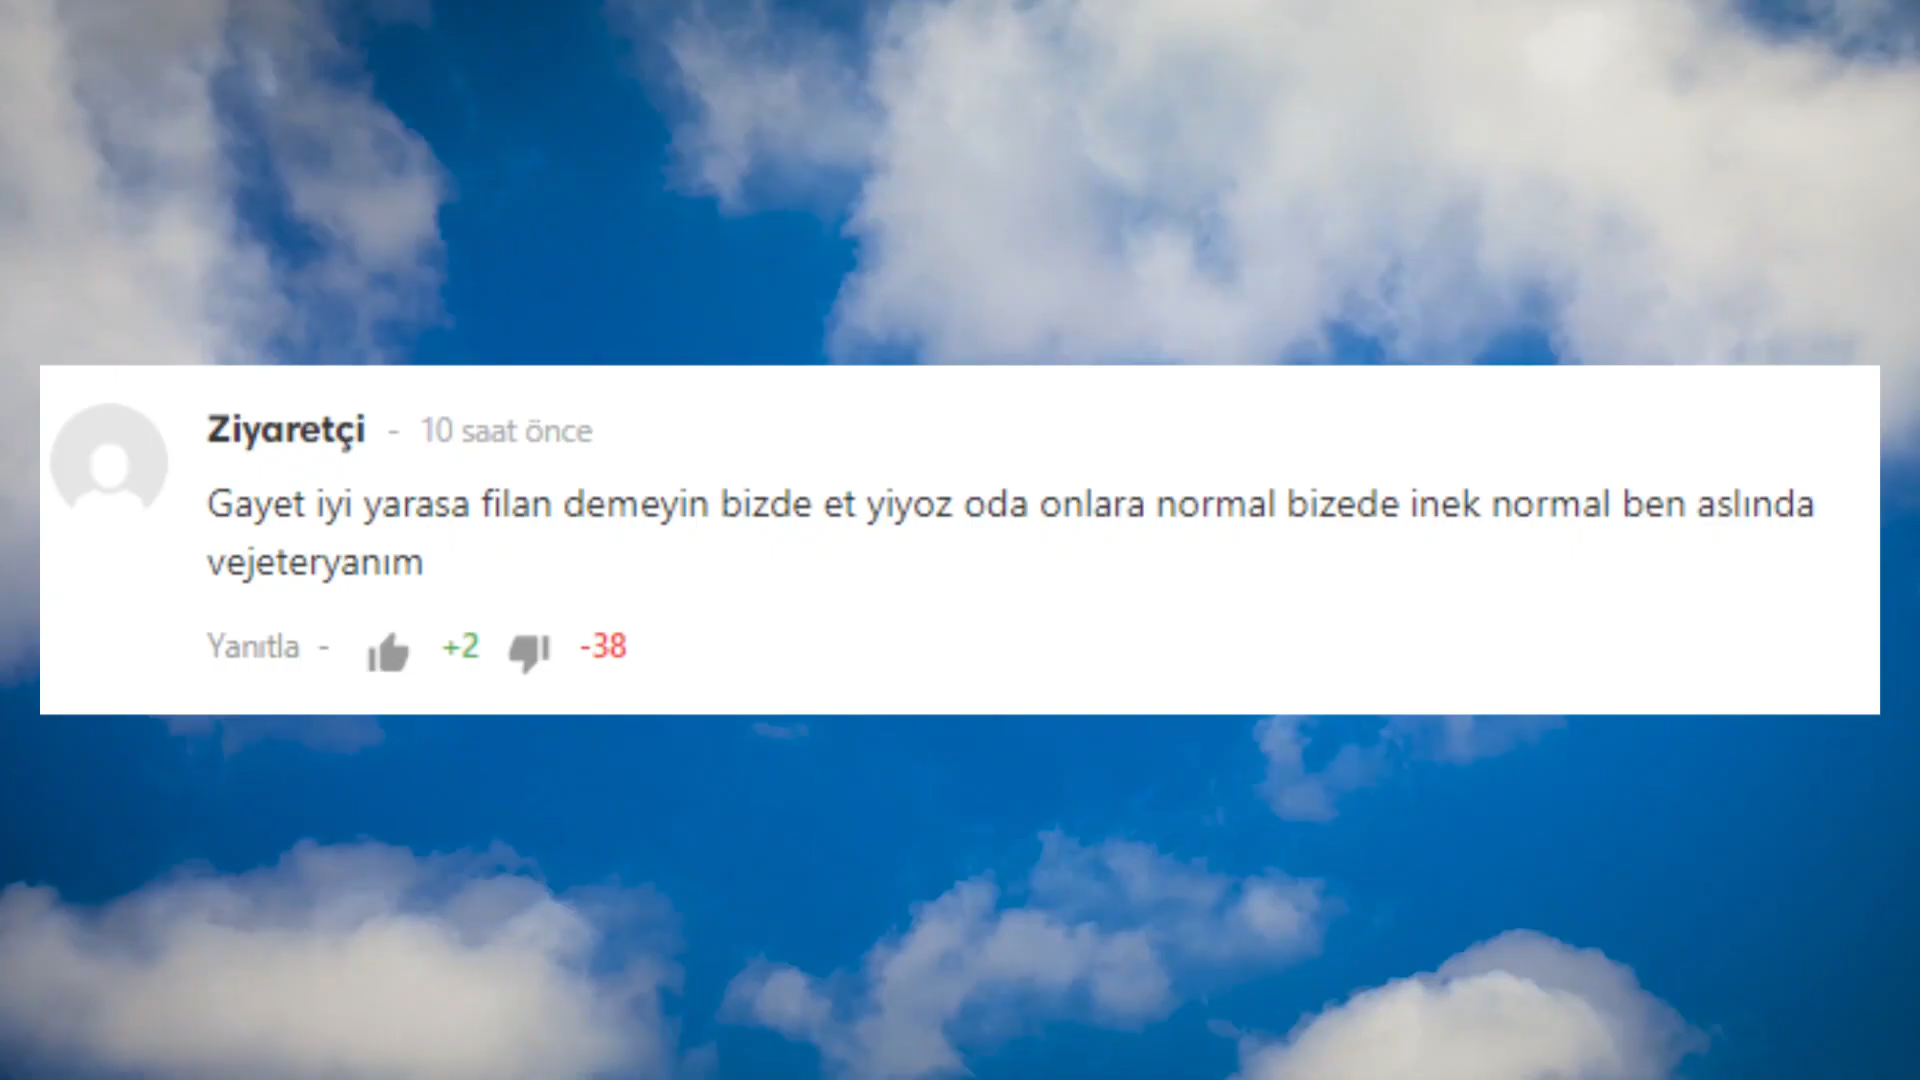 Ziyaretçi - 10 saat önce
Gayet iyi yarasa filan demeyin bizde et yiyoz oda onlara normal bizede inek normal ben aslında
vejeteryanım
Yanıtla - +2 -38